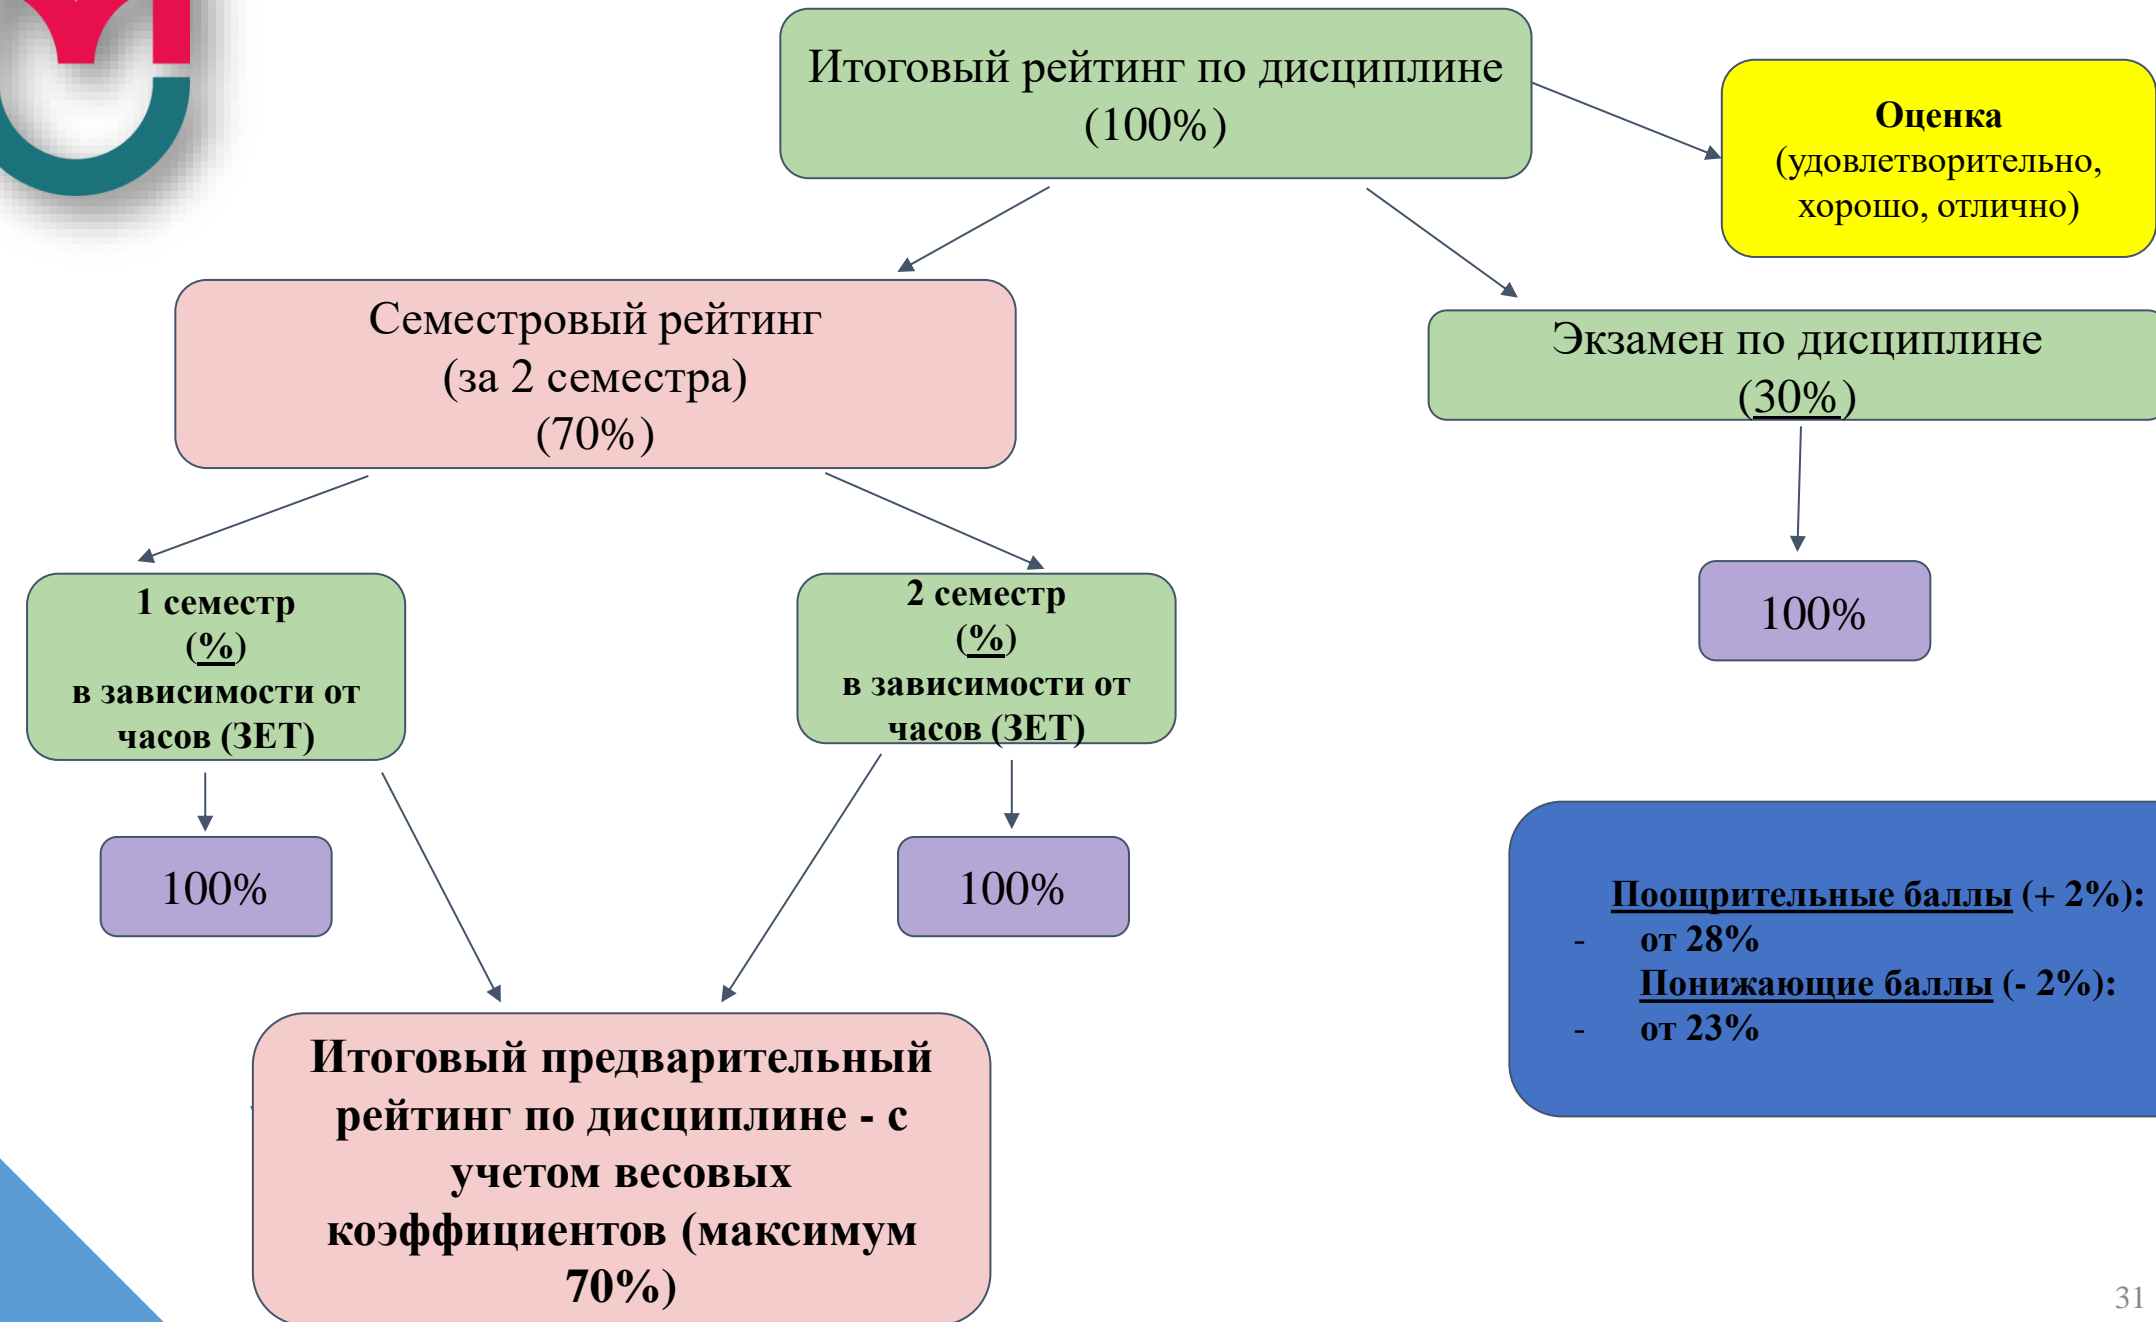 Итоговый рейтинг по дисциплине
(100%)
Оценка
(удовлетворительно,
хорошо, отлично)
Семестровый рейтинг
(за 2 семестра)
(70%)
Экзамен по дисциплине
(30%)
1 семестр
(%)
в зависимости от
часов (ЗЕТ)
2 семестр
(%)
в зависимости от
часов (ЗЕТ)
100%
100%
100%
Поощрительные баллы (+ 2%):
- от 28%
Понижающие баллы (- 2%):
- от 23%
Итоговый предварительный
рейтинг по дисциплине - с
учетом весовых
коэффициентов (максимум
70%)
31